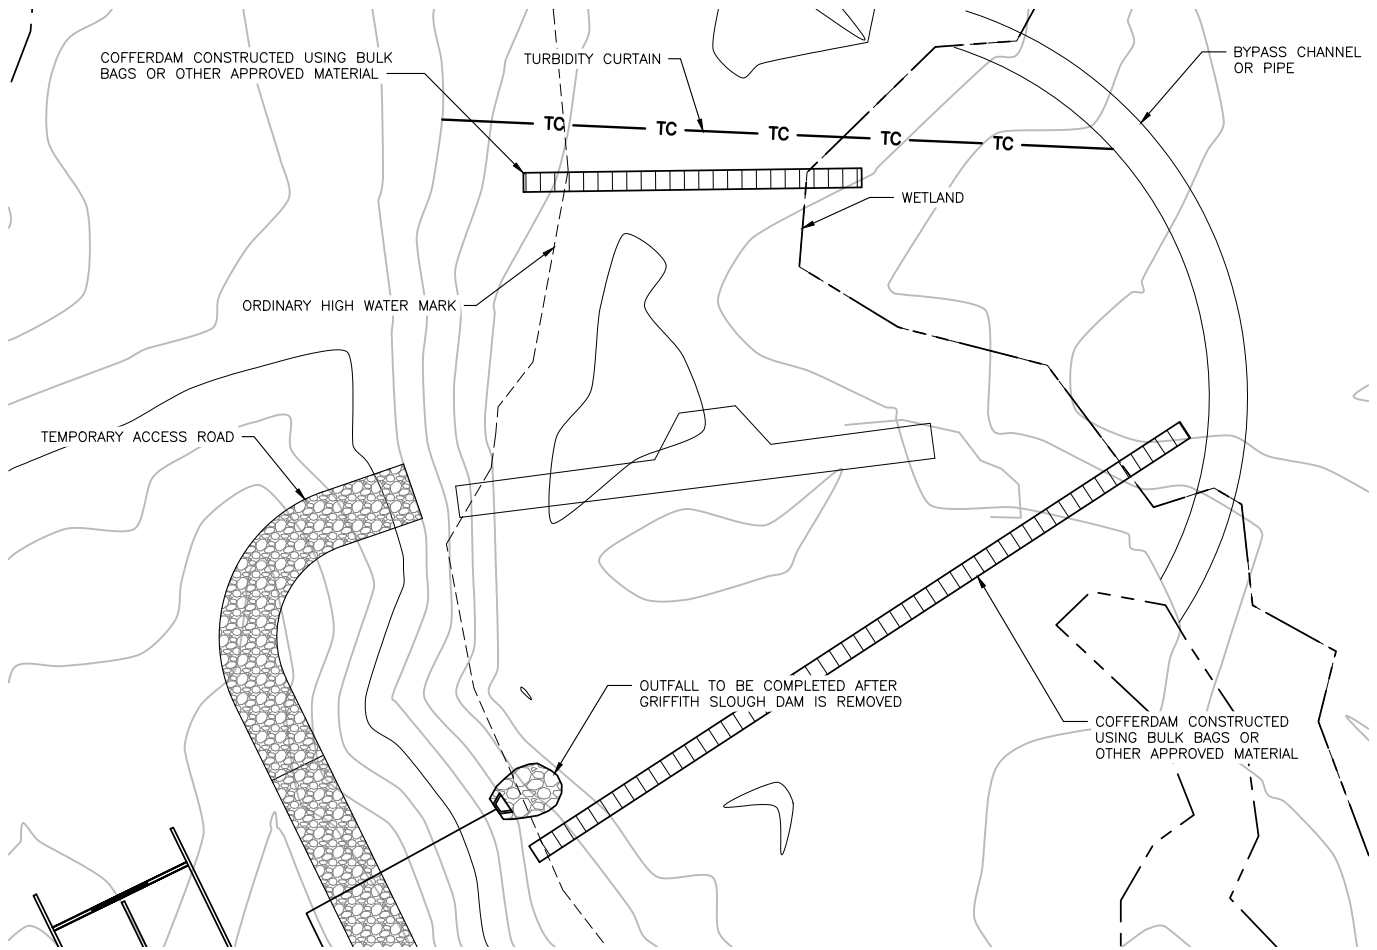 COFFERDAM CONSTRUCTED USING BULK
BAGS OR OTHER APPROVED MATERIAL
TURBIDITY CURTAIN
BYPASS CHANNEL
OR PIPE
TC
TC
TC
TC
TC
WETLAND
ORDINARY HIGH WATER MARK
TEMPORARY ACCESS ROAD
OUTFALL TO BE COMPLETED AFTER
GRIFFITH SLOUGH DAM IS REMOVED
COFFERDAM CONSTRUCTED
USING BULK BAGS OR
OTHER APPROVED MATERIAL